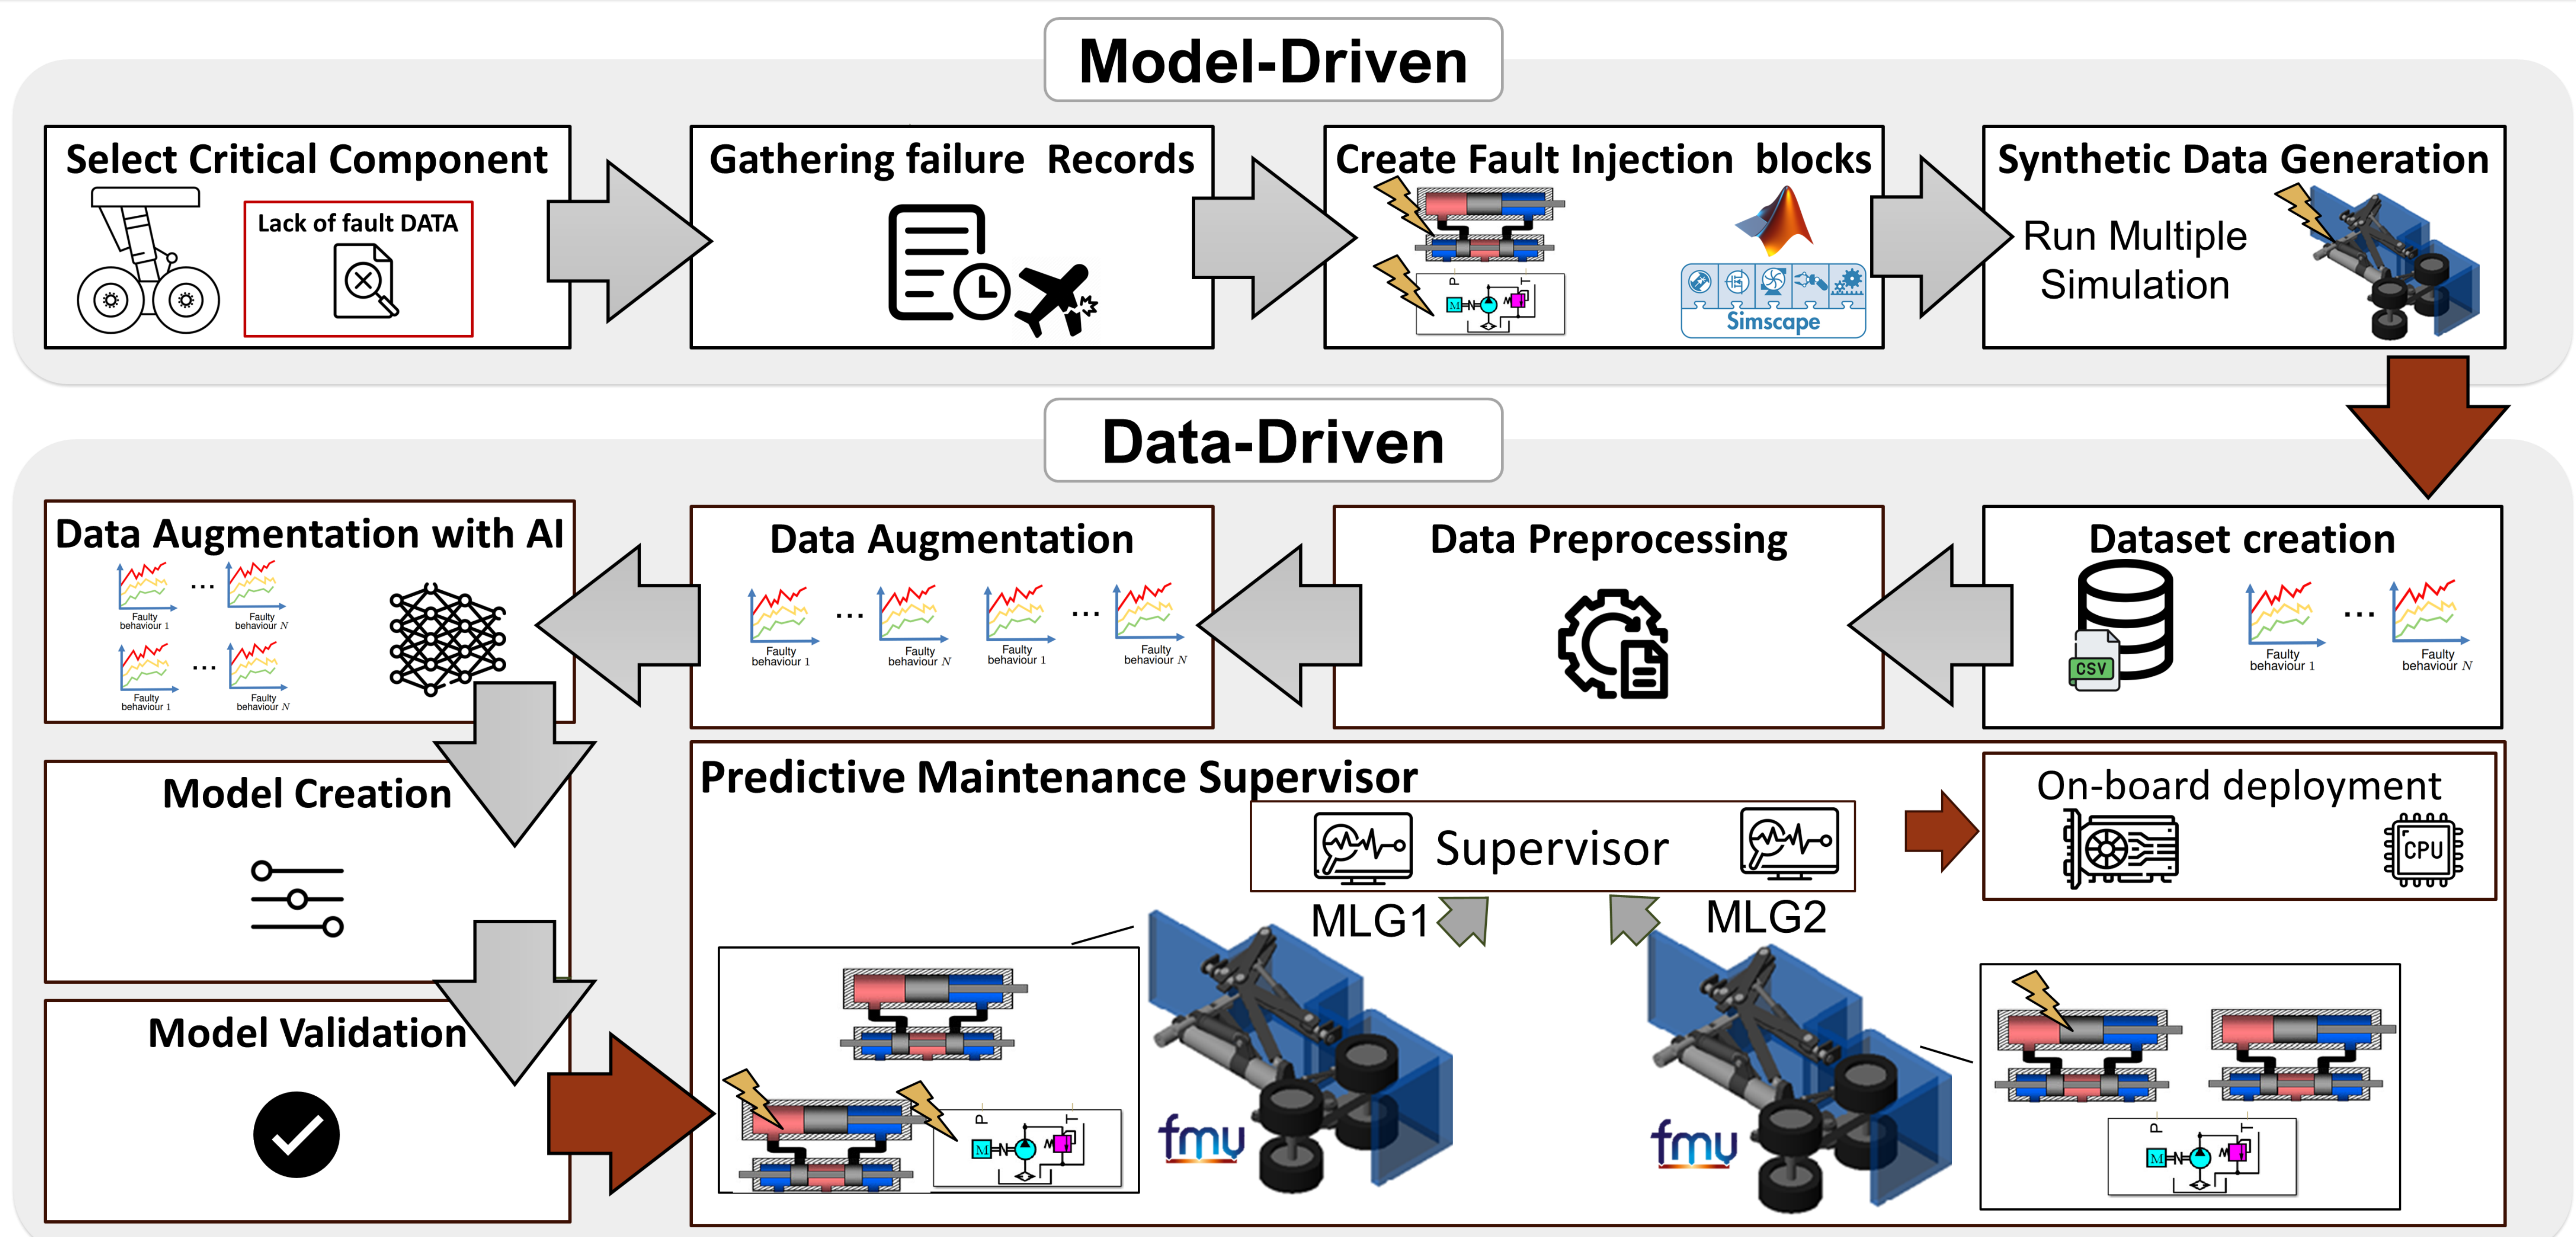 Model-Driven
Select Critical Component
Lack of fault DATA
Gathering failure Records
Create Fault Injection blocks
P
T
M
N
Simscape
Synthetic Data Generation
Run Multiple
Simulation
Data-Driven
Data Augmentation with AI
...
Faulty
behaviour 1
Faulty
behaviour N
...
Faulty
behaviour 1
Faulty
behaviour N
Data Augmentation
...
Faulty
behaviour 1
Faulty
behaviour N
...
Faulty
behaviour 1
Faulty
behaviour N
Data Preprocessing
Dataset creation
CSV
...
Faulty
behaviour 1
Faulty
behaviour N
Model Creation
Model Validation
Predictive Maintenance Supervisor
Supervisor
On-board deployment
CPU
MLG1
MLG2
P
T
M
N
fmu
fmu
P
T
M
N